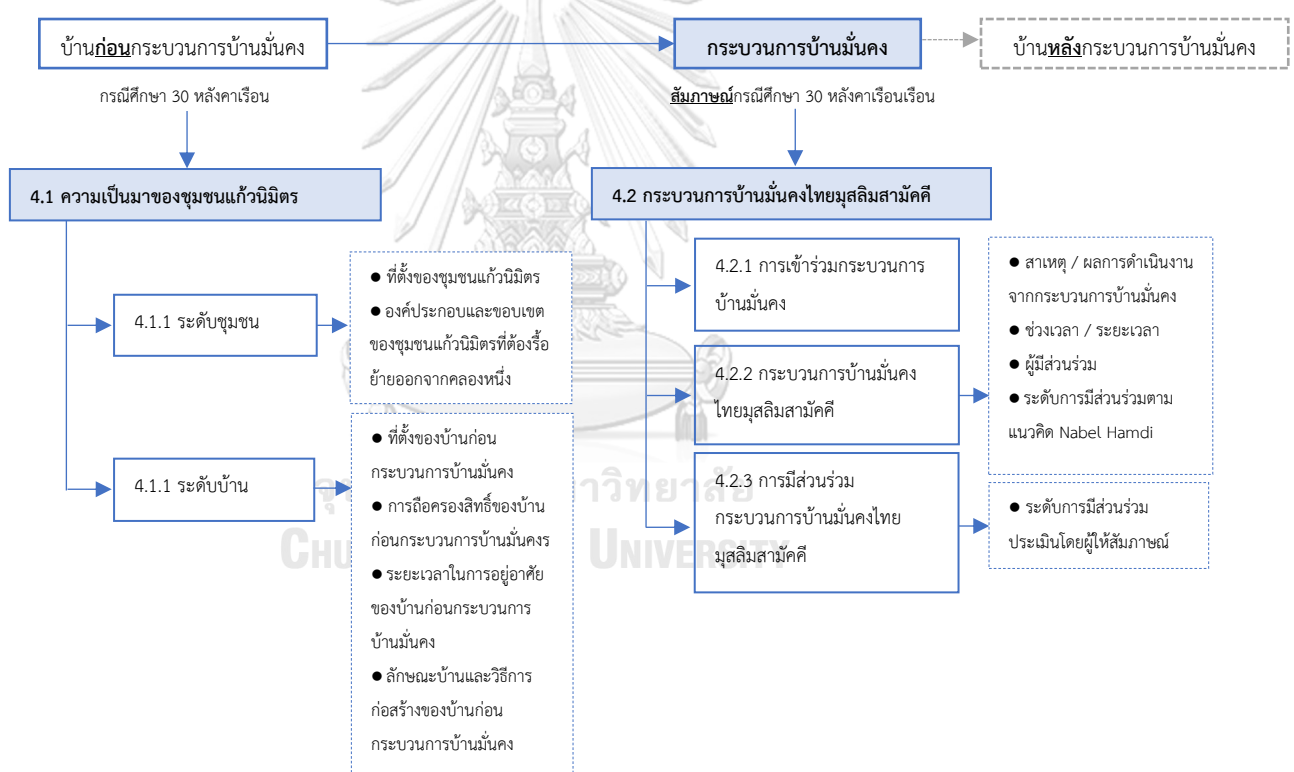 บ้านก่อนกระบวนการบ้านมั่นคง
กระบวนการบ้านมั่นคง
บ้านหลังกระบวนการบ้านมั่นคง
กรณีศึกษา 30 หลังคาเรือน
สัมภาษณ์กรณีศึกษา 30 หลังคาเรือนเรือน
4.1 ความเป็นมาของชุมชนแก้วนิมิตร
4.2 กระบวนการบ้านมั่นคงไทยมุสลิมสามัคคี
4.1.1 ระดับชุมชน
● ที่ตั้งของชุมชนแก้วนิมิตร
● องค์ประกอบและขอบเขต
ของชุมชนแก้วนิมิตรที่ต้องรื้อ
ย้ายออกจากคลองหนึ่ง
4.1.1 ระดับบ้าน
● ที่ตั้งของบ้านก่อน
กระบวนการบ้านมั่นคง
● การถือครองสิทธิ์ของบ้าน
ก่อนกระบวนการบ้านมั่นคงร
● ระยะเวลาในการอยู่อาศัย
ของบ้านก่อนกระบวนการ
บ้านมั่นคง
● ลักษณะบ้านและวิธีการ
ก่อสร้างของบ้านก่อน
กระบวนการบ้านมั่นคง
4.2.1 การเข้าร่วมกระบวนการ
บ้านมั่นคง
4.2.2 กระบวนการบ้านมั่นคง
ไทยมุสลิมสามัคคี
● สาเหตุ / ผลการดำเนินงาน
จากกระบวนการบ้านมั่นคง
● ช่วงเวลา / ระยะเวลา
● ผู้มีส่วนร่วม
● ระดับการมีส่วนร่วมตาม
แนวคิด Nabel Hamdi
4.2.3 การมีส่วนร่วม
กระบวนการบ้านมั่นคงไทย
มุสลิมสามัคคี
● ระดับการมีส่วนร่วม
ประเมินโดยผู้ให้สัมภาษณ์
UNIVERSITY